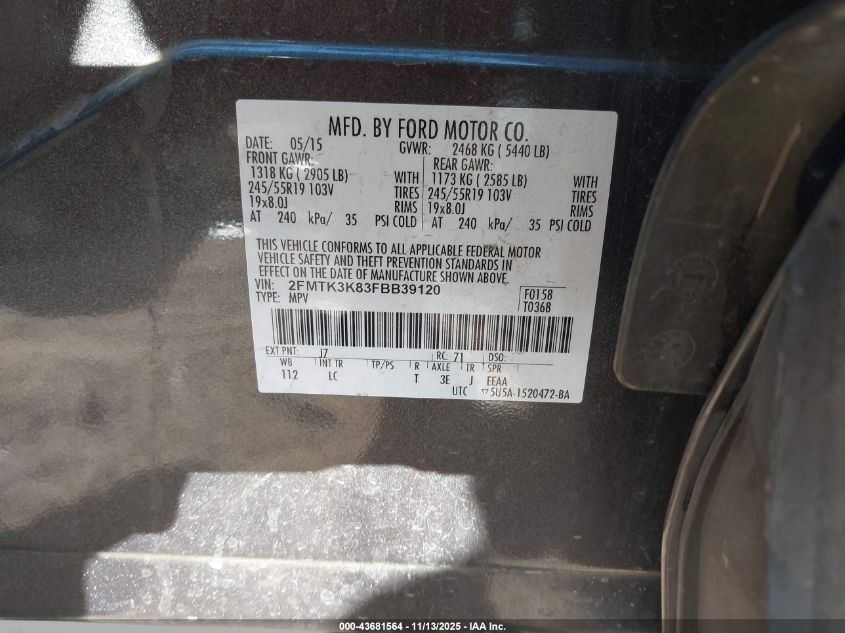 MFD. BY FORD MOTOR CO.
DATE: 05/15 GVWR: 2468 KG ( 5440 LB)
FRONT GAWR: REAR GAWR:
1318 KG ( 2905 LB) WITH 1173 KG ( 2585 LB) WITH
245/55R19 103V TIRES 245/55R19 103V TIRES
19x8.0J RIMS 19x8.0J RIMS
AT 240 kPa/ 35 PSI COLD AT 240 kPa/ 35 PSI COLD
THIS VEHICLE CONFORMS TO ALL APPLICABLE FEDERAL MOTOR
VEHICLE SAFETY AND THEFT PREVENTION STANDARDS IN
EFFECT ON THE DATE OF MANUFACTURE SHOWN ABOVE.
VIN: 2FMTK3K83FBB39120 F0158
TYPE: MPV T0368
EXT PNT: J7 RC: 71 DSO:
WB INT TR TP/PS R AXLE TR SPR
112 LC T 3E J EEAA
UTC ▽5U5A-1520472-BA
000-43681564 - 11/13/2025 - IAA Inc.